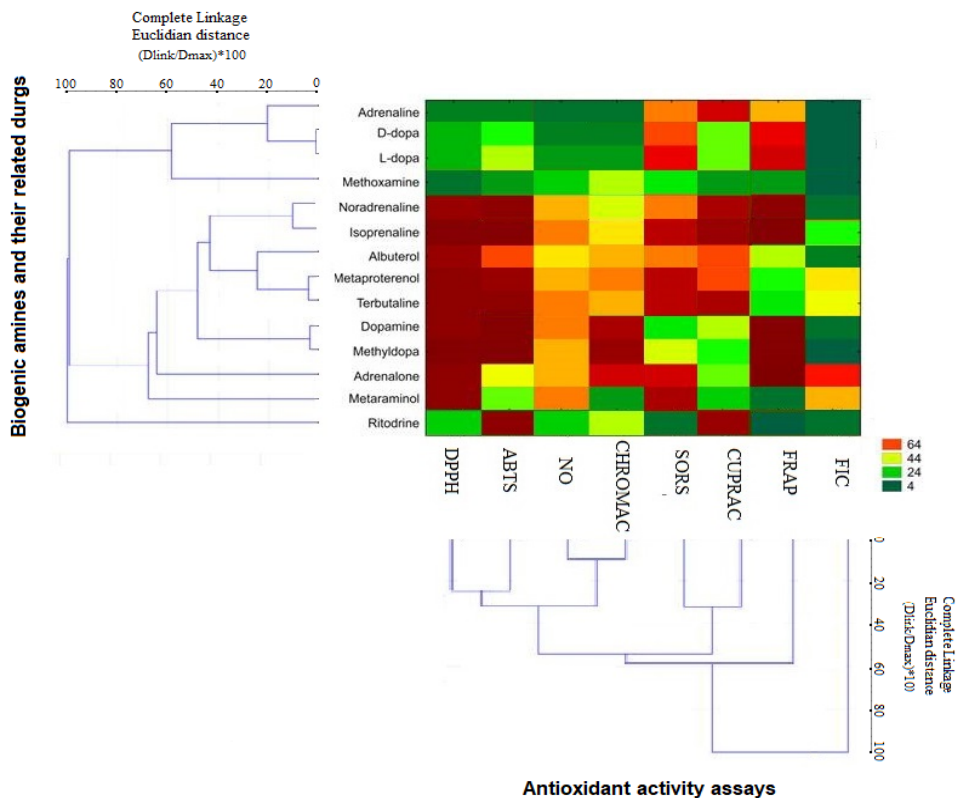 Complete Linkage
Euclidian distance
(Dlink/Dmax)*100
100 80 60 40 20 0
Biogenic amines and their related durgs
Adrenaline
D-dopa
L-dopa
Methoxamine
Noradrenaline
Isoprenaline
Albuterol
Metaproterenol
Terbutaline
Dopamine
Methyldopa
Adrenalone
Metaraminol
Ritodrine
DPPH ABTS NO CHROMAC SORS CUPRAC FRAP FIC
64
44
24
4
0
20
40
60
80
100
Complete Linkage
Euclidian distance
(Dlink/Dmax)*10)
Antioxidant activity assays